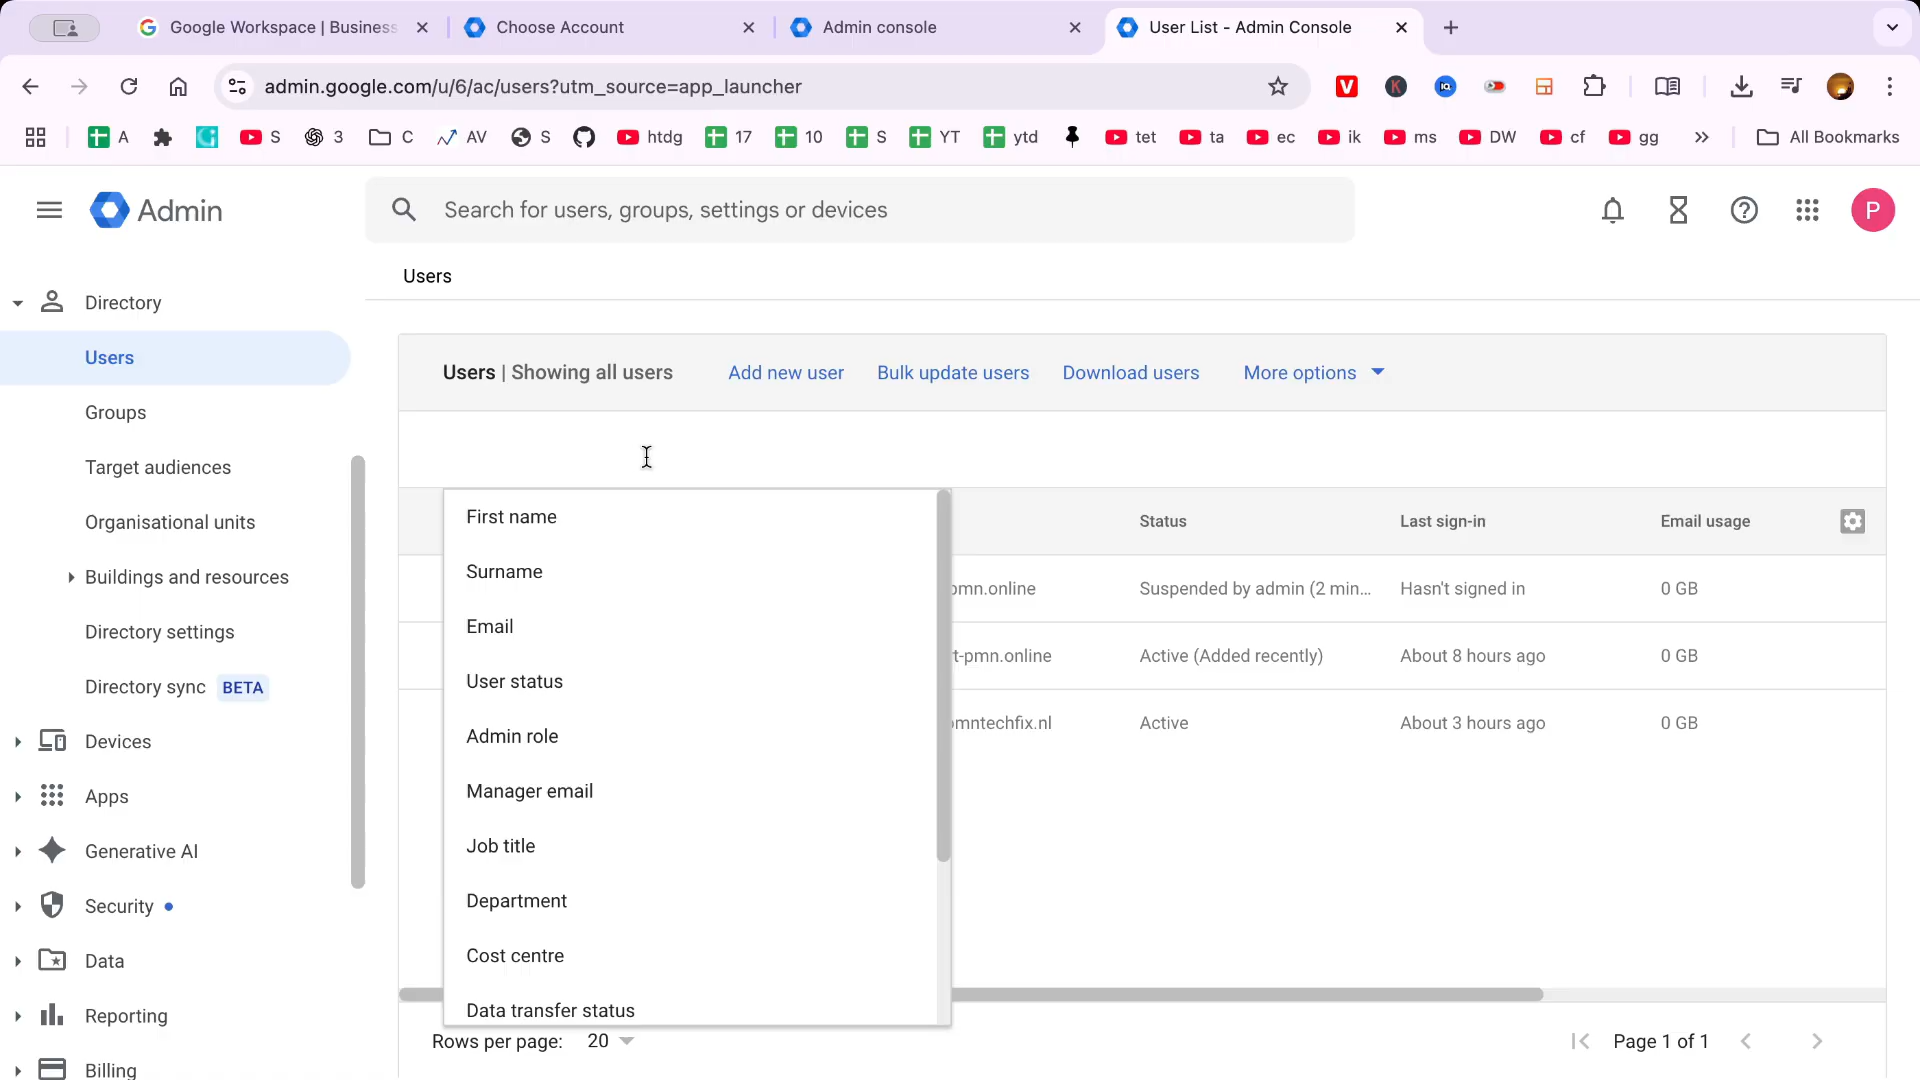 Google Workspace | Business
Choose Account
Admin console
User List - Admin Console
admin.google.com/u/6/ac/users?utm_source=app_launcher
A
S
3
C
AV
S
htdg
17
10
S
YT
ytd
tet
ta
ec
ik
ms
DW
cf
gg
All Bookmarks
Admin
Search for users, groups, settings or devices
P
Users
Directory
Users
Groups
Target audiences
Organisational units
Buildings and resources
Directory settings
Directory sync BETA
Devices
Apps
Generative AI
Security
Data
Reporting
Billing
Users | Showing all users
Add new user
Bulk update users
Download users
More options
First name
Surname
Email
User status
Admin role
Manager email
Job title
Department
Cost centre
Data transfer status
Status
Last sign-in
Email usage
pmn.online
Suspended by admin (2 min...
Hasn't signed in
0 GB
t-pmn.online
Active (Added recently)
About 8 hours ago
0 GB
omntechfix.nl
Active
About 3 hours ago
0 GB
Rows per page: 20
Page 1 of 1